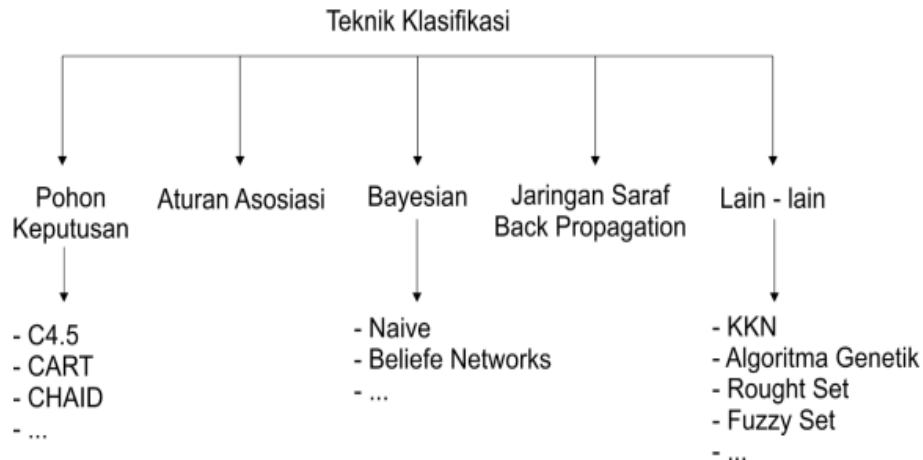 Teknik Klasifikasi
Pohon
Keputusan
Aturan Asosiasi
Bayesian
Jaringan Saraf
Back Propagation
Lain - lain
- C4.5
- CART
- CHAID
- ...
- Naive
- Beliefe Networks
- ...
- KKN
- Algoritma Genetik
- Rought Set
- Fuzzy Set
- ...